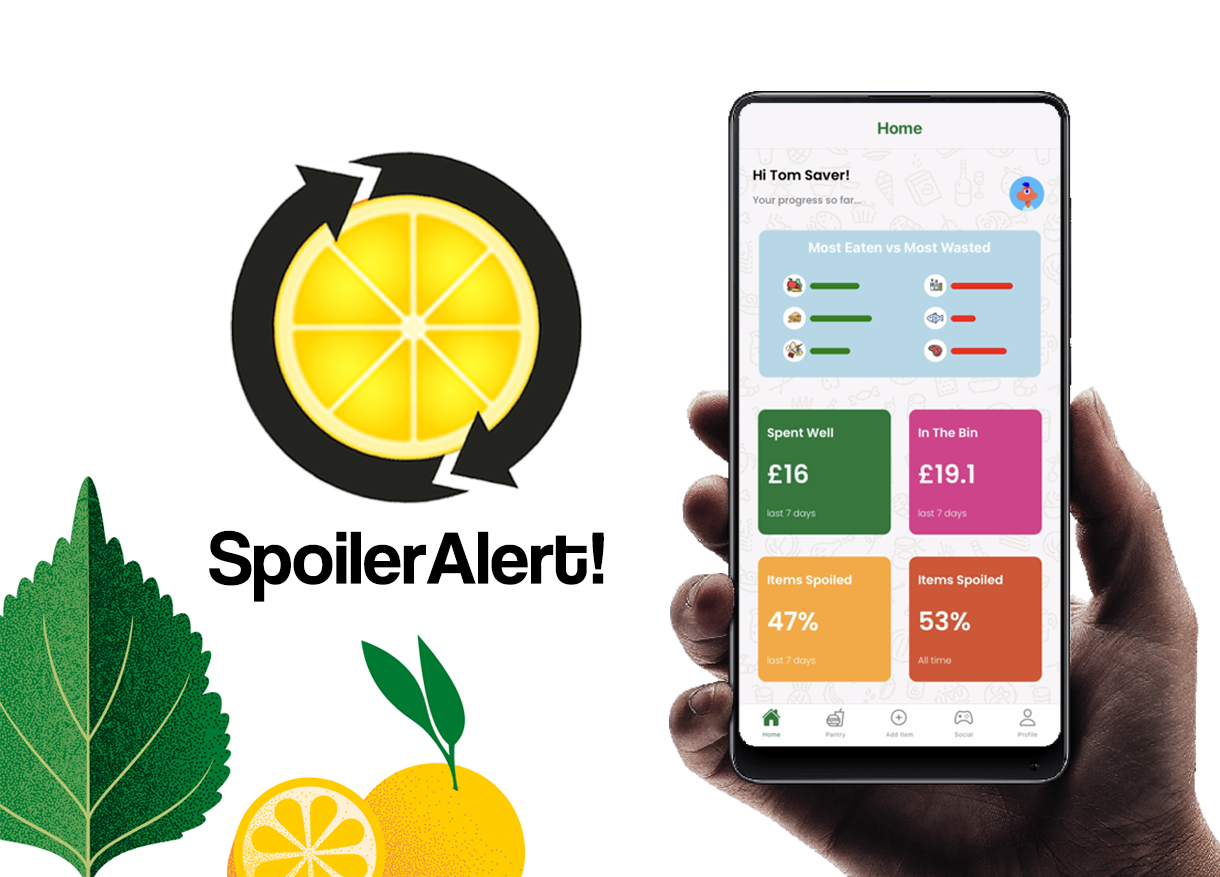 SpoilerAlert!
Home
Hi Tom Saver!
Your progress so far...
Most Eaten vs Most Wasted
Spent Well
£16
last 7 days
In The Bin
£19.1
last 7 days
Items Spoiled
47%
last 7 days
Items Spoiled
53%
All time
Home
Pantry
Add Item
Social
Profile